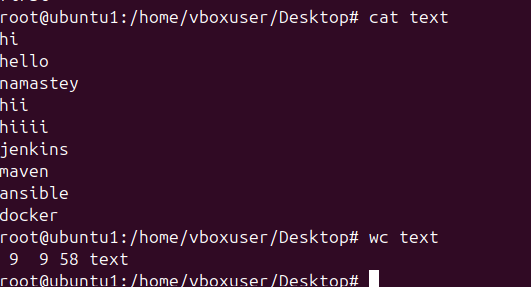 root@ubuntu1:/home/vboxuser/Desktop# cat text
hi
hello
namastey
hii
hiiii
jenkins
maven
ansible
docker
root@ubuntu1:/home/vboxuser/Desktop# wc text
 9  9 58 text
root@ubuntu1:/home/vboxuser/Desktop#